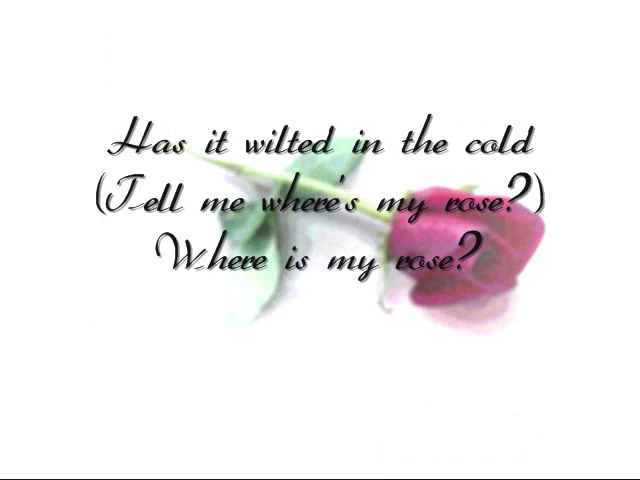 Has it wilted in the cold
(Tell me where's my rose?)
Where is my rose?